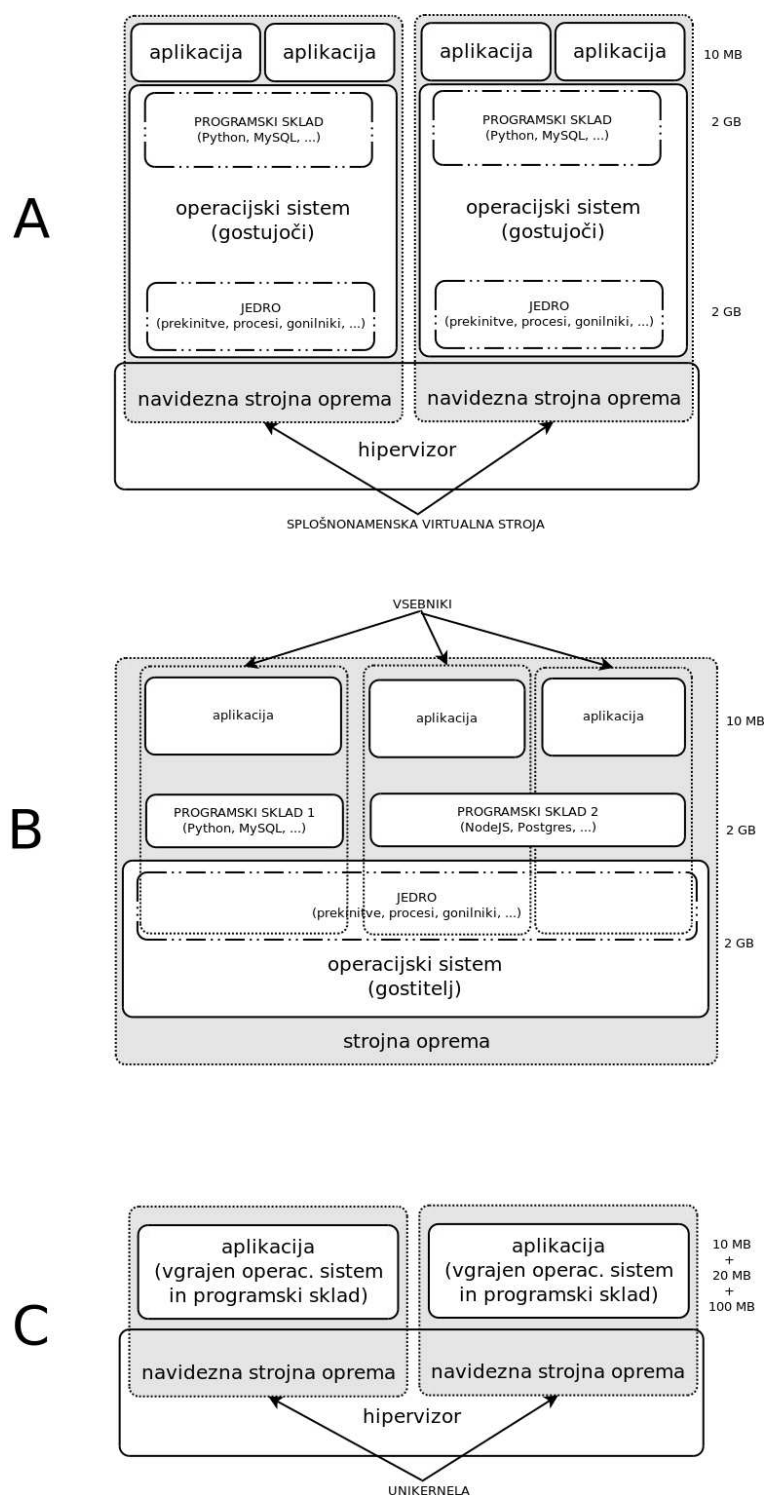 aplikacija aplikacija aplikacija aplikacija 10 MB
PROGRAMSKI SKLAD
(Python, MySQL, ...)
PROGRAMSKI SKLAD
(Python, MySQL, ...)
2 GB
A
operacijski sistem
(gostujoči)
operacijski sistem
(gostujoči)
JEDRO
(prekinitve, procesi, gonilniki, ...)
JEDRO
(prekinitve, procesi, gonilniki, ...)
2 GB
navidezna strojna oprema navidezna strojna oprema
hipervizor
SPLOŠNONAMENSKA VIRTUALNA STROJA
VSEBNIKI
aplikacija aplikacija aplikacija 10 MB
B
PROGRAMSKI SKLAD 1
(Python, MySQL, ...)
PROGRAMSKI SKLAD 2
(NodeJS, Postgres, ...)
2 GB
JEDRO
(prekinitve, procesi, gonilniki, ...)
2 GB
operacijski sistem
(gostitelj)
strojna oprema
C
aplikacija
(vgrajen operac. sistem
in programski sklad)
aplikacija
(vgrajen operac. sistem
in programski sklad)
10 MB
+
20 MB
+
100 MB
navidezna strojna oprema navidezna strojna oprema
hipervizor
UNIKERNELA